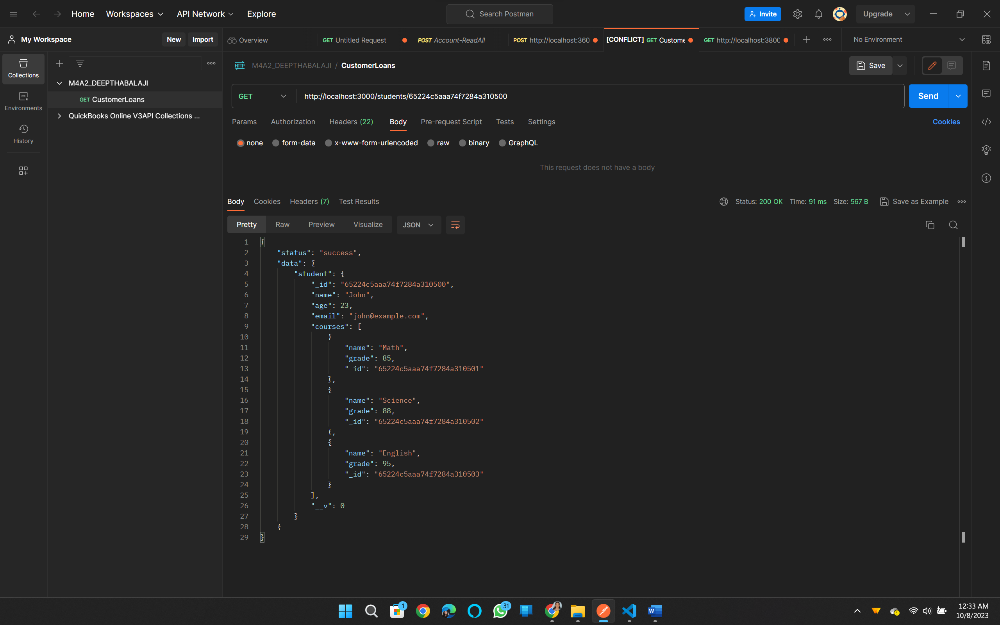 Home Workspaces API Network Explore Search Postman Invite Upgrade
My Workspace New Import Overview GET Untitled Request POST Account-ReadAll POST http://localhost:360 [CONFLICT] GET Custome GET http://localhost:3800 No Environment
Collections
Environments
History
M4A2_DEEPTHABALAJI
GET CustomerLoans
QuickBooks Online V3API Collections ...
HTTP M4A2_DEEPTHABALAJI / CustomerLoans Save
GET http://localhost:3000/students/65224c5aaa74f7284a310500 Send
Params Authorization Headers (22) Body Pre-request Script Tests Settings Cookies
none form-data x-www-form-urlencoded raw binary GraphQL
This request does not have a body
Body Cookies Headers (7) Test Results Status: 200 OK Time: 91 ms Size: 567 B Save as Example
Pretty Raw Preview Visualize JSON
1 {
2 "status": "success",
3 "data": {
4 "student": {
5 "_id": "65224c5aaa74f7284a310500",
6 "name": "John",
7 "age": 23,
8 "email": "john@example.com",
9 "courses": [
10 {
11 "name": "Math",
12 "grade": 85,
13 "_id": "65224c5aaa74f7284a310501"
14 },
15 {
16 "name": "Science",
17 "grade": 88,
18 "_id": "65224c5aaa74f7284a310502"
19 },
20 {
21 "name": "English",
22 "grade": 95,
23 "_id": "65224c5aaa74f7284a310503"
24 }
25 ],
26 "__v": 0
27 }
28 }
29 }
1 31 W 12:33 AM
10/8/2023